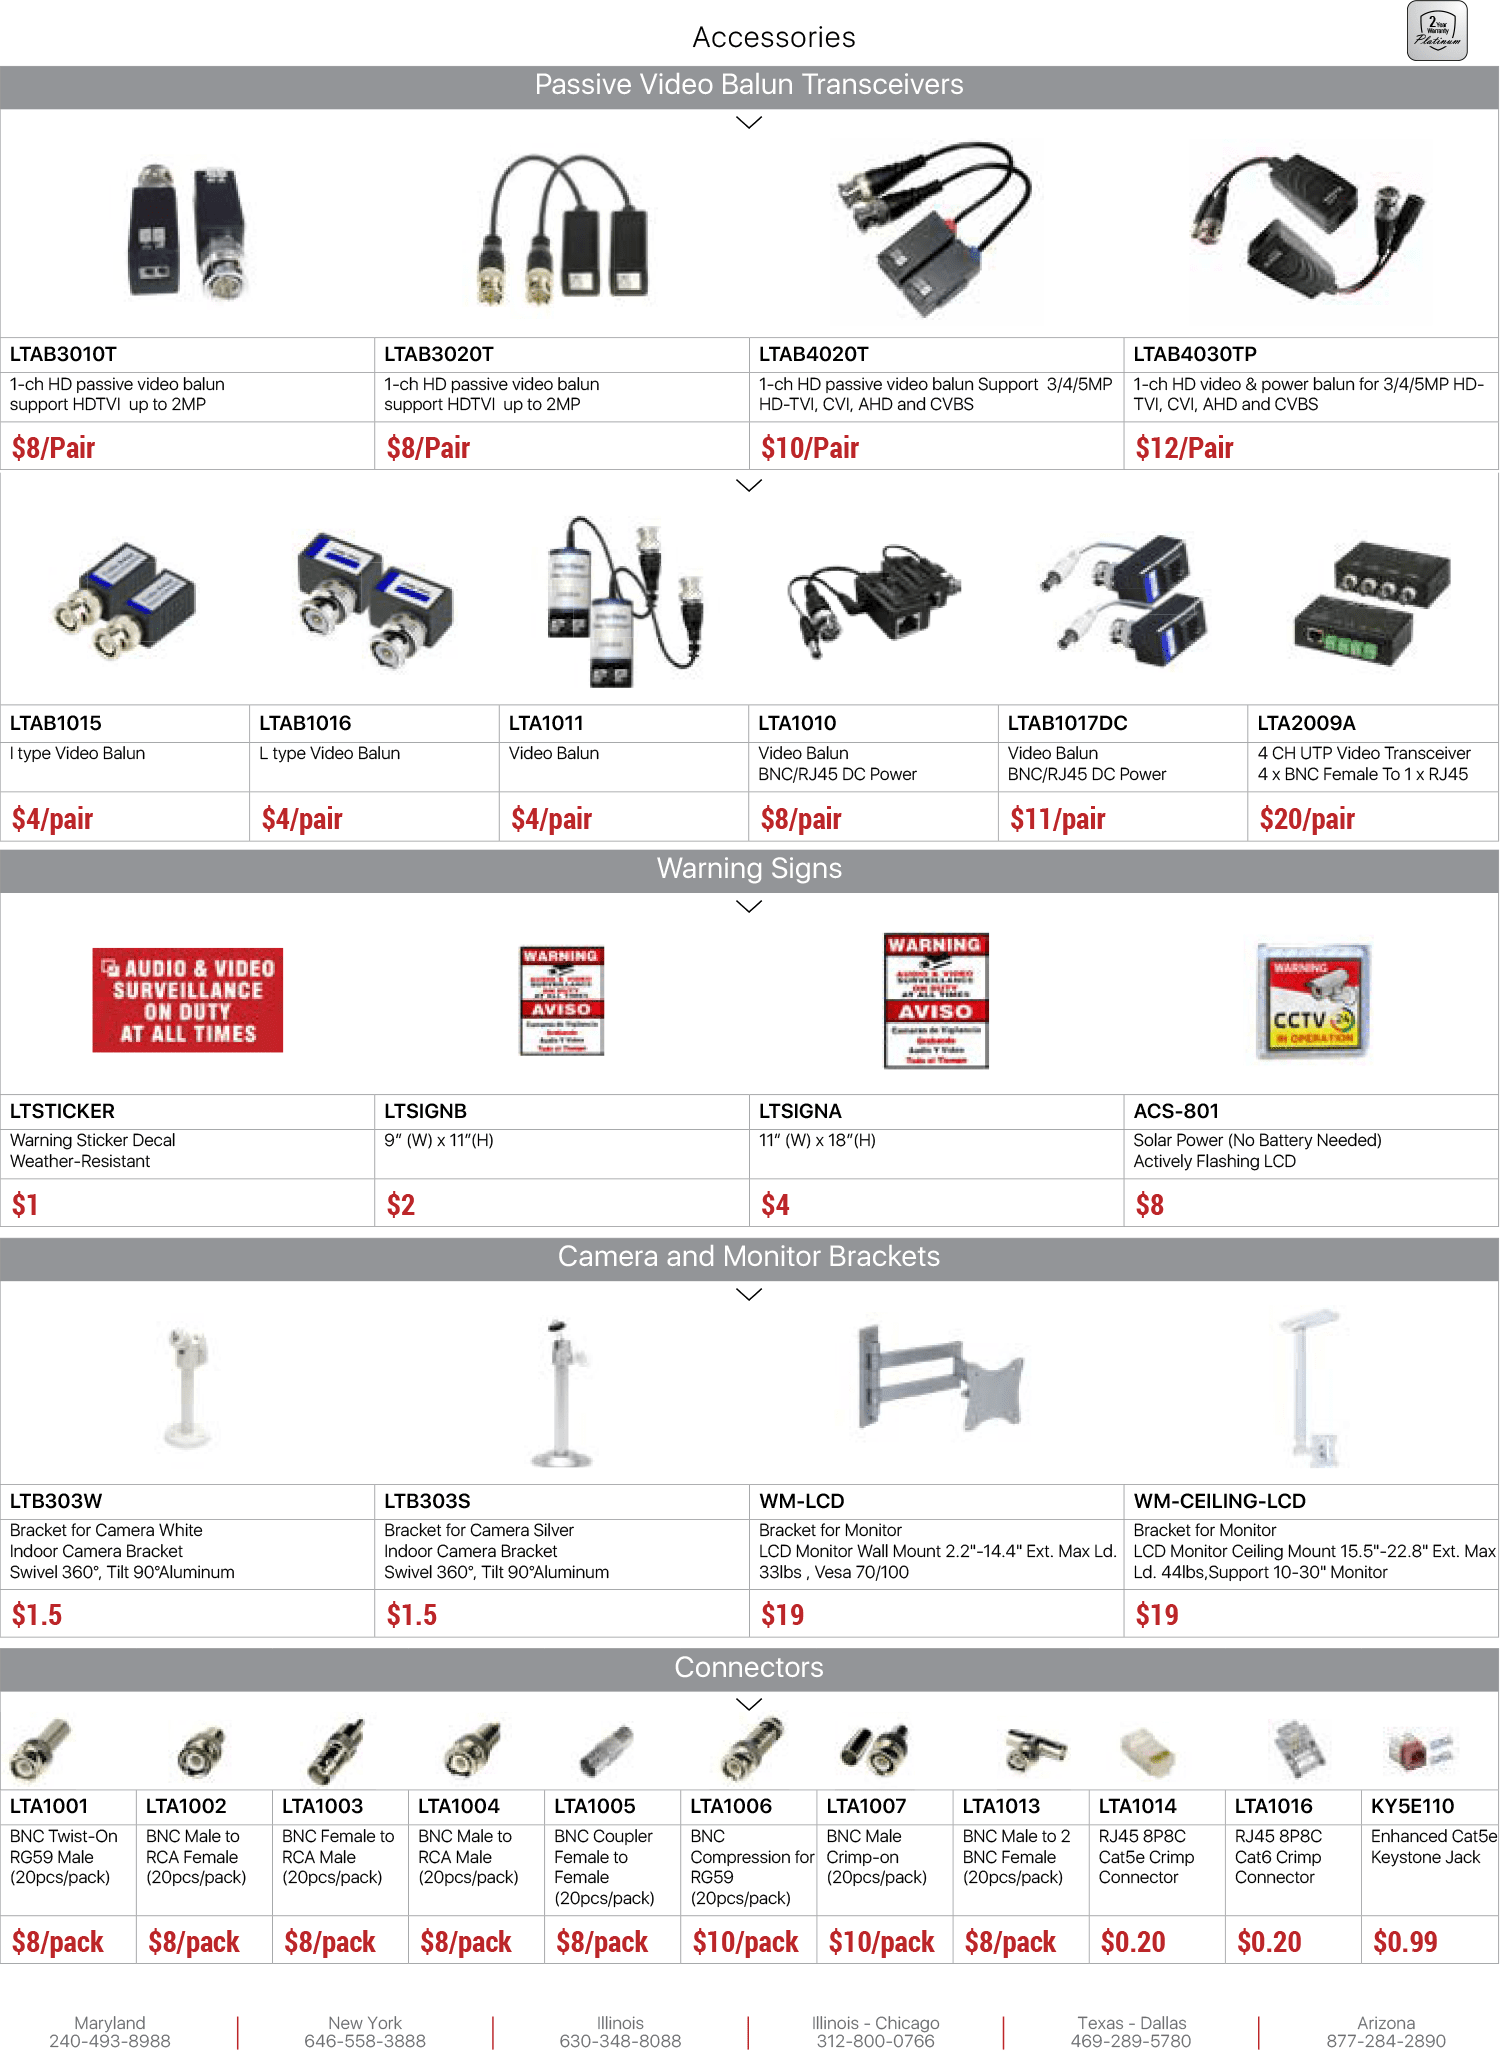 Accessories
2 Year
Warranty
Platinum
Passive Video Balun Transceivers
LTAB3010T
1-ch HD passive video balun
support HDTVI up to 2MP
$8/Pair
LTAB3020T
1-ch HD passive video balun
support HDTVI up to 2MP
$8/Pair
LTAB4020T
1-ch HD passive video balun Support 3/4/5MP
HD-TVI, CVI, AHD and CVBS
$10/Pair
LTAB4030TP
1-ch HD video & power balun for 3/4/5MP HD-
TVI, CVI, AHD and CVBS
$12/Pair
LTAB1015
I type Video Balun
$4/pair
LTAB1016
L type Video Balun
$4/pair
LTA1011
Video Balun
$4/pair
LTA1010
Video Balun
BNC/RJ45 DC Power
$8/pair
LTAB1017DC
Video Balun
BNC/RJ45 DC Power
$11/pair
LTA2009A
4 CH UTP Video Transceiver
4 x BNC Female To 1 x RJ45
$20/pair
Warning Signs
AUDIO & VIDEO
SURVEILLANCE
ON DUTY
AT ALL TIMES
WARNING
AUDIO & VIDEO
SURVEILLANCE
ON DUTY
AT ALL TIMES
AVISO
Camaras de Vigilancia
Grabando
Audio Y Video
Todo el Tiempo
WARNING
AUDIO & VIDEO
SURVEILLANCE
ON DUTY
AT ALL TIMES
AVISO
Camaras de Vigilancia
Grabando
Audio Y Video
Todo el Tiempo
WARNING
CCTV 24
IN OPERATION
LTSTICKER
Warning Sticker Decal
Weather-Resistant
$1
LTSIGNB
9” (W) x 11”(H)
$2
LTSIGNA
11” (W) x 18”(H)
$4
ACS-801
Solar Power (No Battery Needed)
Actively Flashing LCD
$8
Camera and Monitor Brackets
LTB303W
Bracket for Camera White
Indoor Camera Bracket
Swivel 360°, Tilt 90°Aluminum
$1.5
LTB303S
Bracket for Camera Silver
Indoor Camera Bracket
Swivel 360°, Tilt 90°Aluminum
$1.5
WM-LCD
Bracket for Monitor
LCD Monitor Wall Mount 2.2"-14.4" Ext. Max Ld.
33lbs , Vesa 70/100
$19
WM-CEILING-LCD
Bracket for Monitor
LCD Monitor Ceiling Mount 15.5"-22.8" Ext. Max
Ld. 44lbs,Support 10-30" Monitor
$19
Connectors
LTA1001
BNC Twist-On
RG59 Male
(20pcs/pack)
$8/pack
LTA1002
BNC Male to
RCA Female
(20pcs/pack)
$8/pack
LTA1003
BNC Female to
RCA Male
(20pcs/pack)
$8/pack
LTA1004
BNC Male to
RCA Male
(20pcs/pack)
$8/pack
LTA1005
BNC Coupler
Female to
Female
(20pcs/pack)
$8/pack
LTA1006
BNC
Compression for
RG59
(20pcs/pack)
$10/pack
LTA1007
BNC Male
Crimp-on
(20pcs/pack)
$10/pack
LTA1013
BNC Male to 2
BNC Female
(20pcs/pack)
$8/pack
LTA1014
RJ45 8P8C
Cat5e Crimp
Connector
$0.20
LTA1016
RJ45 8P8C
Cat6 Crimp
Connector
$0.20
KY5E110
Enhanced Cat5e
Keystone Jack
$0.99
Maryland
240-493-8988
New York
646-558-3888
Illinois
630-348-8088
Illinois - Chicago
312-800-0766
Texas - Dallas
469-289-5780
Arizona
877-284-2890